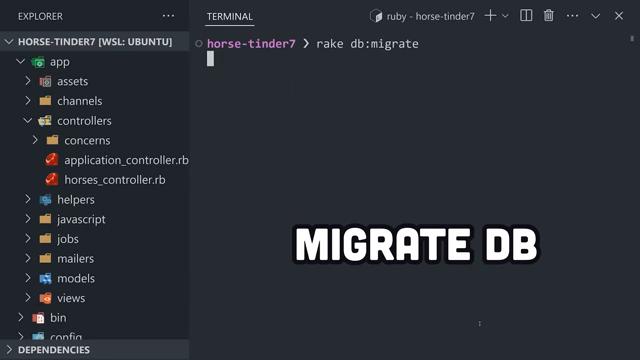 EXPLORER
HORSE-TINDER7 [WSL: UBUNTU]
app
assets
channels
controllers
concerns
application_controller.rb
horses_controller.rb
helpers
javascript
jobs
mailers
models
views
bin
config
DEPENDENCIES
TERMINAL
ruby - horse-tinder7
horse-tinder7 ❯ rake db:migrate
MIGRATE DB